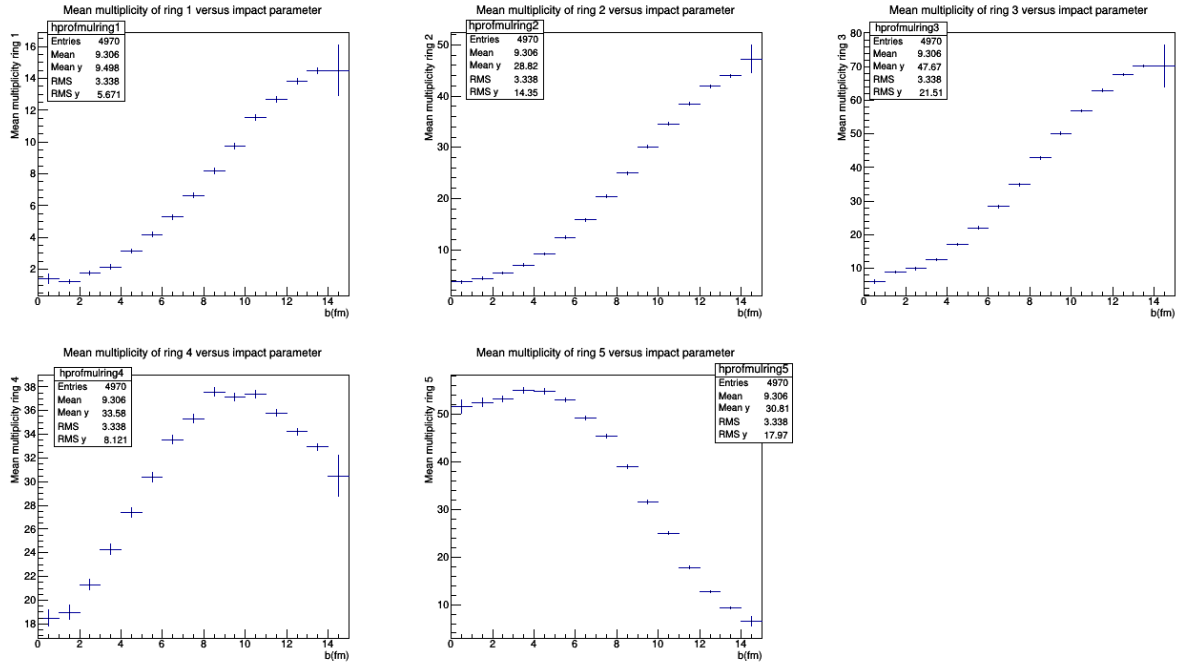 Mean multiplicity of ring 1 versus impact parameter
hprofmulring1
Entries 4970
Mean 9.306
Mean y 9.498
RMS 3.338
RMS y 5.671
Mean multiplicity ring 1
16
14
12
10
8
6
4
2
0 2 4 6 8 10 12 14
b(fm)
Mean multiplicity of ring 2 versus impact parameter
hprofmulring2
Entries 4970
Mean 9.306
Mean y 28.82
RMS 3.338
RMS y 14.35
Mean multiplicity ring 2
50
40
30
20
10
0 2 4 6 8 10 12 14
b(fm)
Mean multiplicity of ring 3 versus impact parameter
hprofmulring3
Entries 4970
Mean 9.306
Mean y 47.67
RMS 3.338
RMS y 21.51
Mean multiplicity ring 3
80
70
60
50
40
30
20
10
0 2 4 6 8 10 12 14
b(fm)
Mean multiplicity of ring 4 versus impact parameter
hprofmulring4
Entries 4970
Mean 9.306
Mean y 33.58
RMS 3.338
RMS y 8.121
Mean multiplicity ring 4
38
36
34
32
30
28
26
24
22
20
18
0 2 4 6 8 10 12 14
b(fm)
Mean multiplicity of ring 5 versus impact parameter
hprofmulring5
Entries 4970
Mean 9.306
Mean y 30.81
RMS 3.338
RMS y 17.97
Mean multiplicity ring 5
50
40
30
20
10
0 2 4 6 8 10 12 14
b(fm)